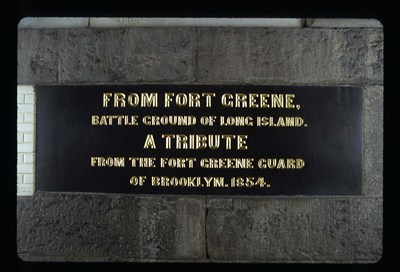 FROM FORT GREENE,
BATTLE GROUND OF LONG ISLAND.
A TRIBUTE
FROM THE FORT GREENE GUARD
OF BROOKLYN. 1854.